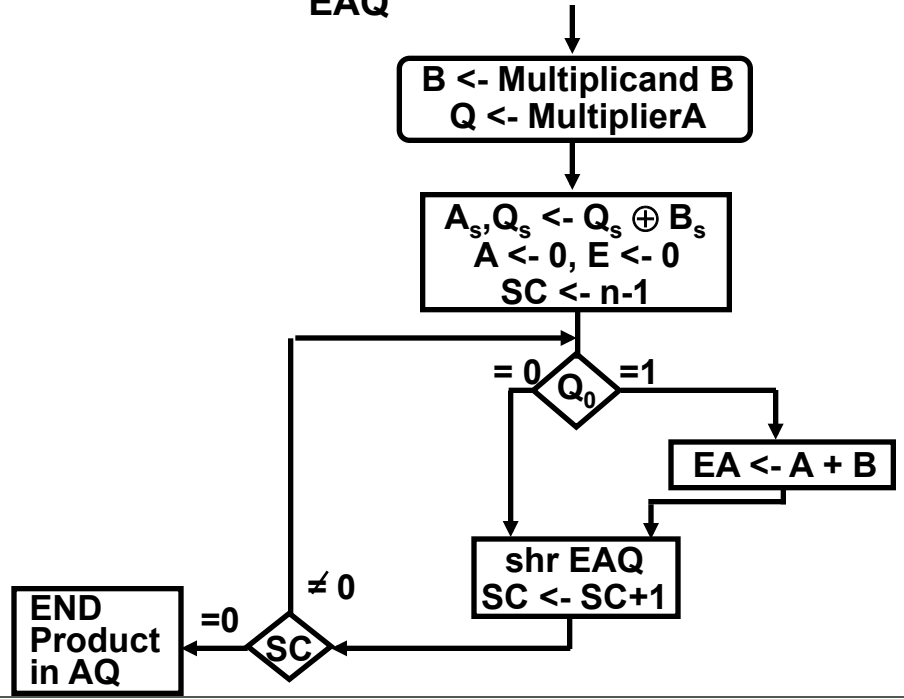 EAQ
B <- Multiplicand B
Q <- MultiplierA
Aₛ,Qₛ <- Qₛ ⊕ Bₛ
A <- 0, E <- 0
SC <- n-1
= 0
Q₀
=1
EA <- A + B
shr EAQ
SC <- SC+1
≠ 0
=0
SC
END
Product
in AQ